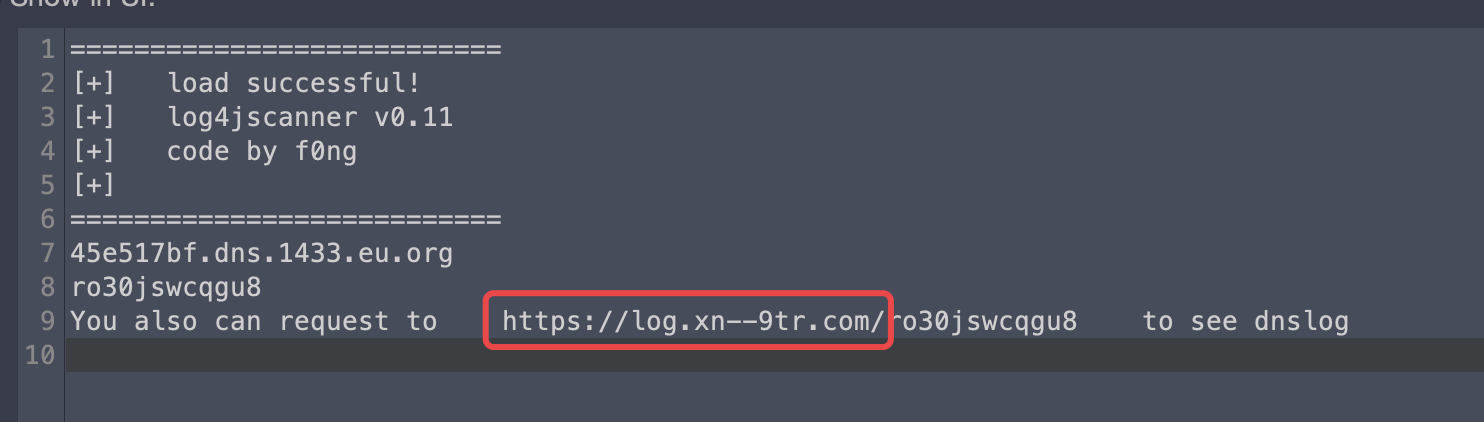 Show in UI:
1 ===========================
2 [+]   load successful!
3 [+]   log4jscanner v0.11
4 [+]   code by f0ng
5 [+]
6 ===========================
7 45e517bf.dns.1433.eu.org
8 ro30jswcqgu8
9 You also can request to    https://log.xn--9tr.com/ro30jswcqgu8    to see dnslog
10